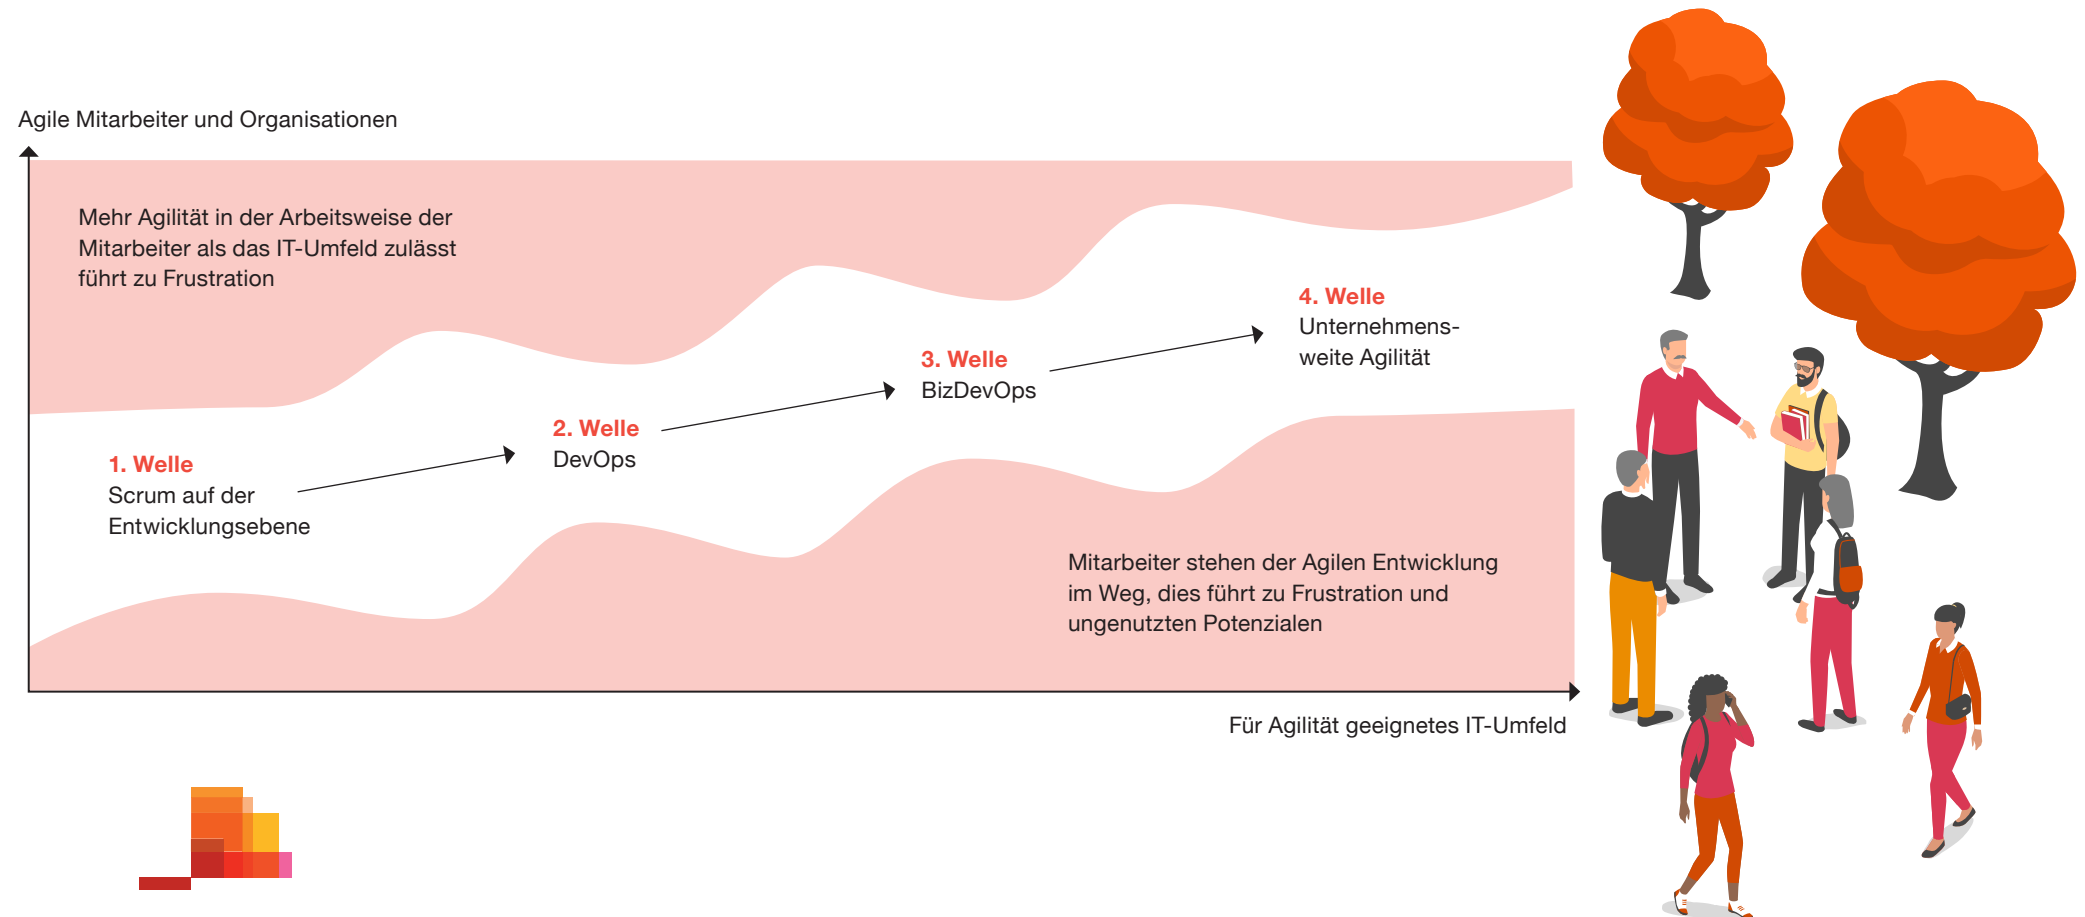 Agile Mitarbeiter und Organisationen
Mehr Agilität in der Arbeitsweise der
Mitarbeiter als das IT-Umfeld zulässt
führt zu Frustration
1. Welle
Scrum auf der
Entwicklungsebene
2. Welle
DevOps
3. Welle
BizDevOps
4. Welle
Unternehmens-
weite Agilität
Mitarbeiter stehen der Agilen Entwicklung
im Weg, dies führt zu Frustration und
ungenutzten Potenzialen
Für Agilität geeignetes IT-Umfeld